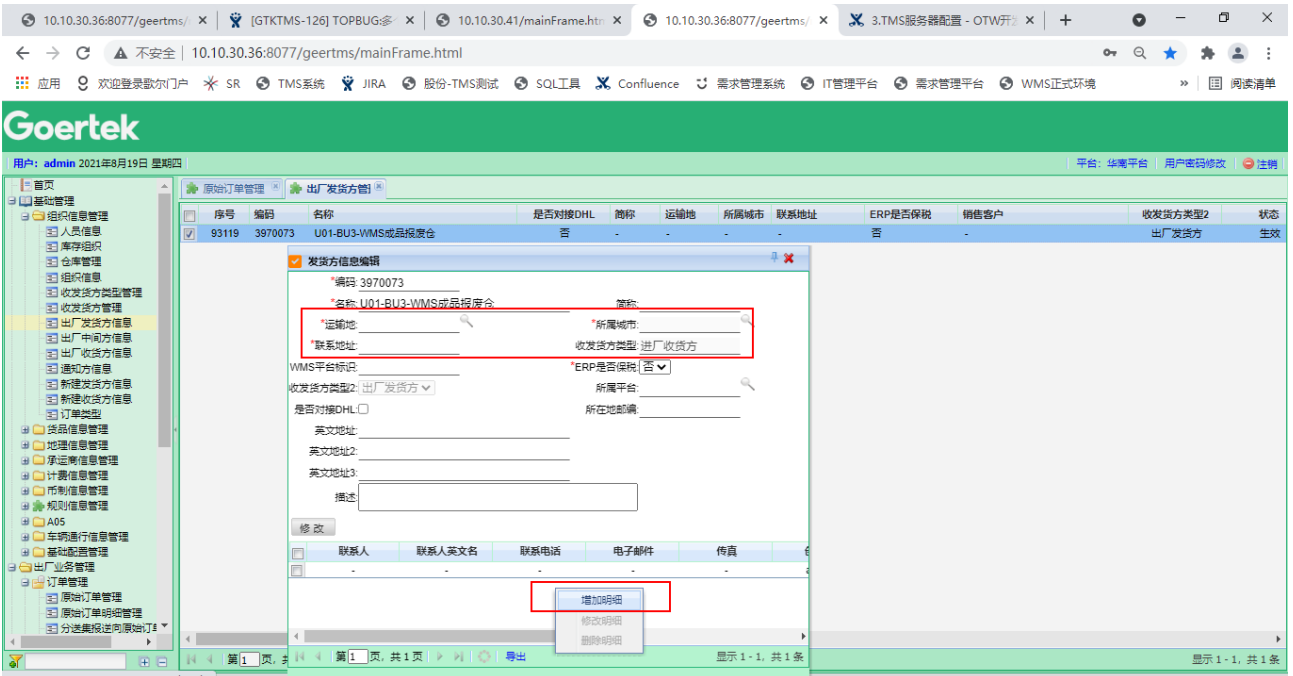 10.10.30.36:8077/geertms/ [GTKTMS-126] TOPBUG:多 10.10.30.41/mainFrame.htm 10.10.30.36:8077/geertms/ 3.TMS服务器配置 - OTW开
不安全 10.10.30.36:8077/geertms/mainFrame.html
应用 欢迎登录歌尔门户 SR TMS系统 JIRA 股份-TMS测试 SQL工具 Confluence 需求管理系统 IT管理平台 需求管理平台 WMS正式环境 » 阅读清单
Goertek
用户: admin 2021年8月19日 星期四 平台: 华南平台 用户密码修改 注销
首页
基础管理
组织信息管理
人员信息
库存组织
仓库管理
组织信息
收发货方类型管理
收发货方管理
出厂发货方信息
出厂中间方信息
出厂收货方信息
通知方信息
新建发货方信息
新建收货方信息
订单类型
货品信息管理
地理信息管理
承运商信息管理
计费信息管理
币制信息管理
规则信息管理
A05
车辆通行信息管理
基础配置管理
出厂业务管理
订单管理
原始订单管理
原始订单明细管理
分送集报送向原始订
原始订单管理 出厂发货方管
序号 编码 名称 是否对接DHL 简称 运输地 所属城市 联系地址 ERP是否保税 销售客户 收发货方类型2 状态
93119 3970073 U01-BU3-WMS成品报废仓 否 - - - - 否 - 出厂发货方 生效
发货方信息编辑
*编码: 3970073
*名称: U01-BU3-WMS成品报废仓 简称:
*运输地: *所属城市:
*联系地址: 收发货方类型: 进厂收货方
WMS平台标识: *ERP是否保税: 否
收发货方类型2: 出厂发货方 所属平台:
是否对接DHL: 所在地邮编:
英文地址:
英文地址2:
英文地址3:
描述:
修改
联系人 联系人英文名 联系电话 电子邮件 传真
- - - - -
增加明细
修改明细
删除明细
第 1 页, 共 1 页 导出 显示 1 - 1, 共 1 条
第 1 页, 显示 1 - 1, 共 1 条